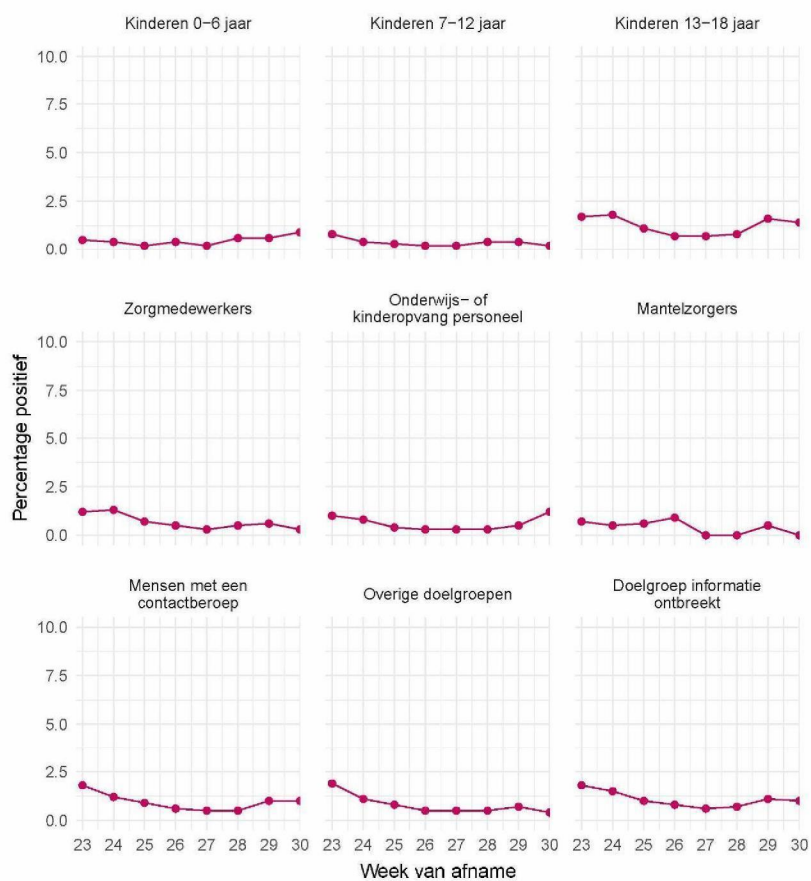 Kinderen 0−6 jaar
Kinderen 7−12 jaar
Kinderen 13−18 jaar
10.0
7.5
5.0
2.5
0.0
Zorgmedewerkers
Onderwijs− of
kinderopvang personeel
Mantelzorgers
10.0
7.5
5.0
2.5
0.0
Percentage positief
Mensen met een
contactberoep
Overige doelgroepen
Doelgroep informatie
ontbreekt
10.0
7.5
5.0
2.5
0.0
23 24 25 26 27 28 29 30
23 24 25 26 27 28 29 30
23 24 25 26 27 28 29 30
Week van afname